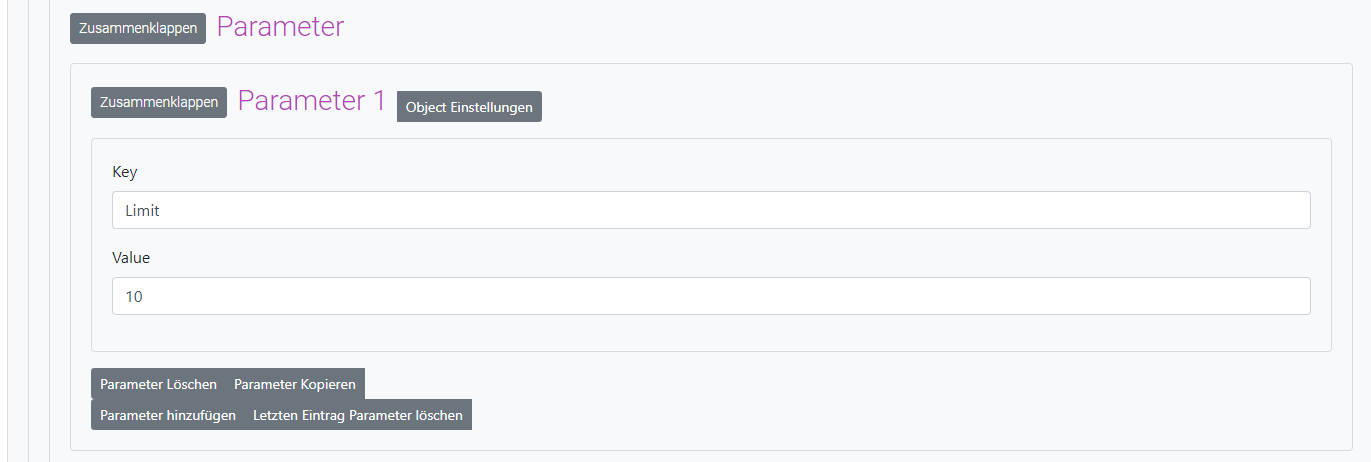 Zusammenklappen Parameter
Zusammenklappen Parameter 1 Object Einstellungen
Key
Limit
Value
10
Parameter Löschen Parameter Kopieren
Parameter hinzufügen Letzten Eintrag Parameter löschen